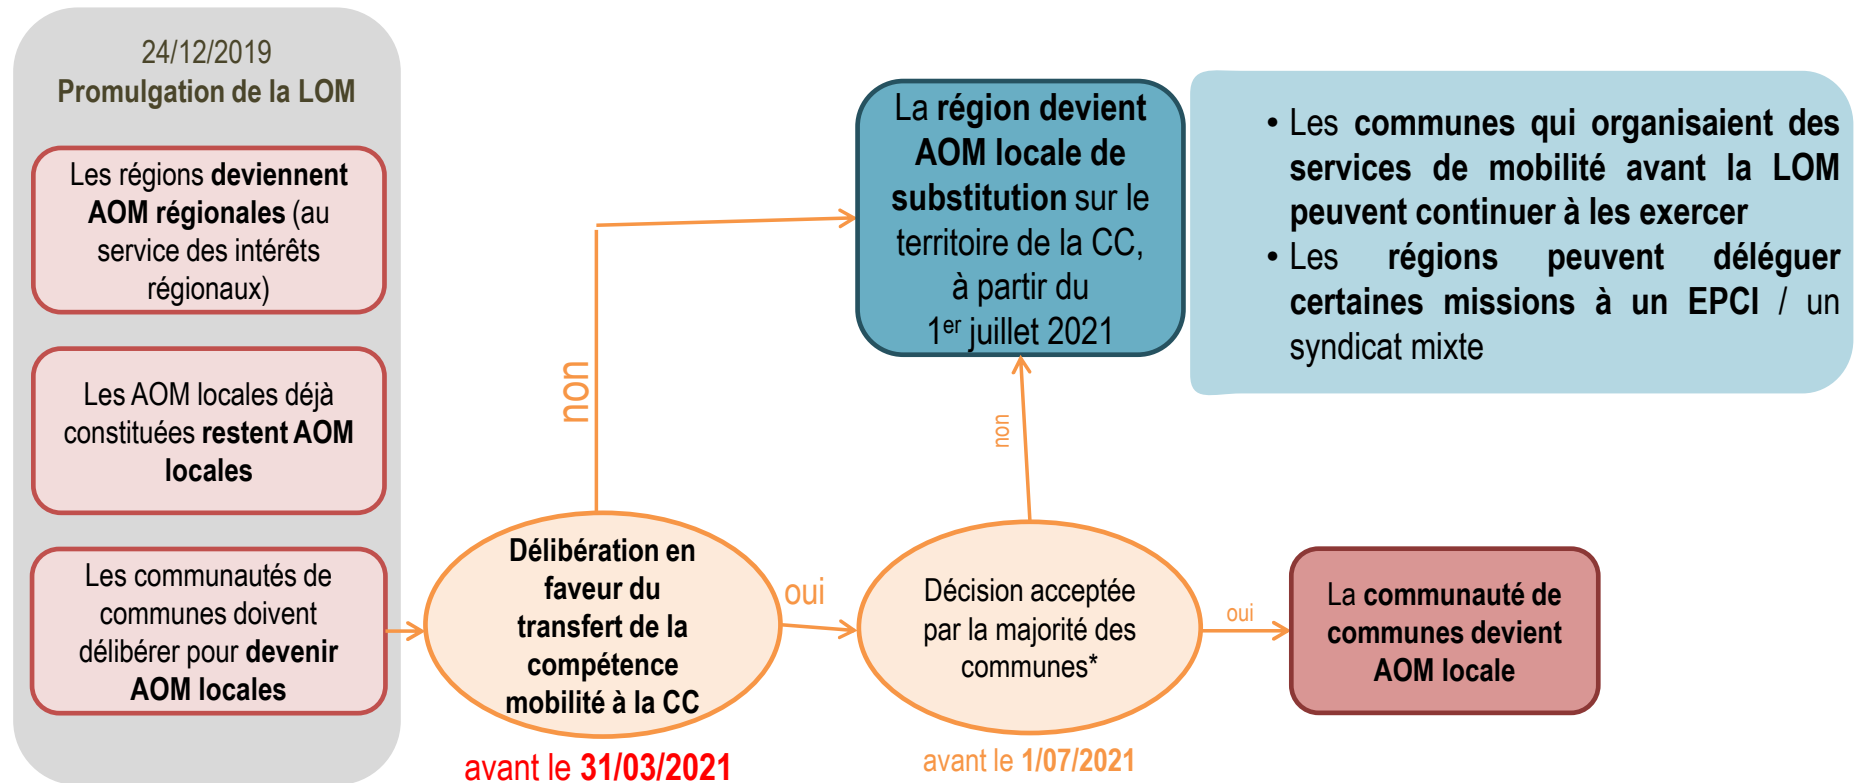 24/12/2019
Promulgation de la LOM
Les régions deviennent
AOM régionales (au
service des intérêts
régionaux)
Les AOM locales déjà
constituées restent AOM
locales
Les communautés de
communes doivent
délibérer pour devenir
AOM locales
Délibération en
faveur du
transfert de la
compétence
mobilité à la CC
avant le 31/03/2021
non
oui
Décision acceptée
par la majorité des
communes*
avant le 1/07/2021
non
oui
La région devient
AOM locale de
substitution sur le
territoire de la CC,
à partir du
1er juillet 2021
• Les communes qui organisaient des
services de mobilité avant la LOM
peuvent continuer à les exercer
• Les régions peuvent déléguer
certaines missions à un EPCI / un
syndicat mixte
La communauté de
communes devient
AOM locale